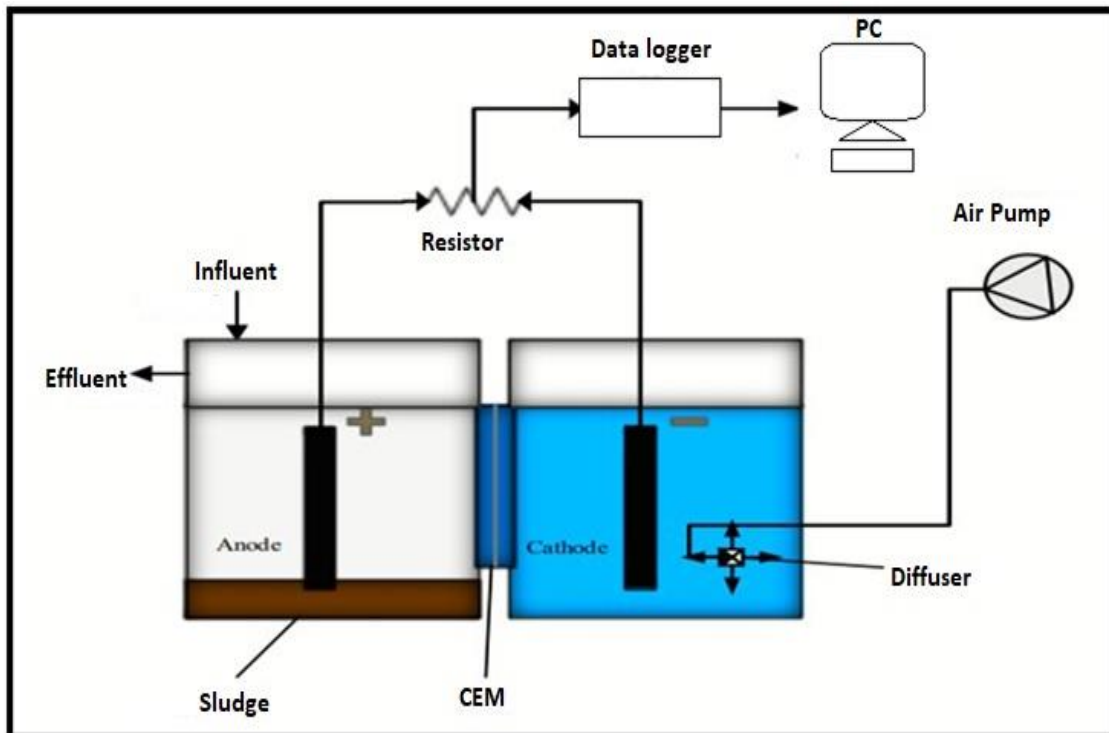 PC
Data logger
Air Pump
Resistor
Influent
Effluent
+
-
Anode
Cathode
Diffuser
Sludge
CEM